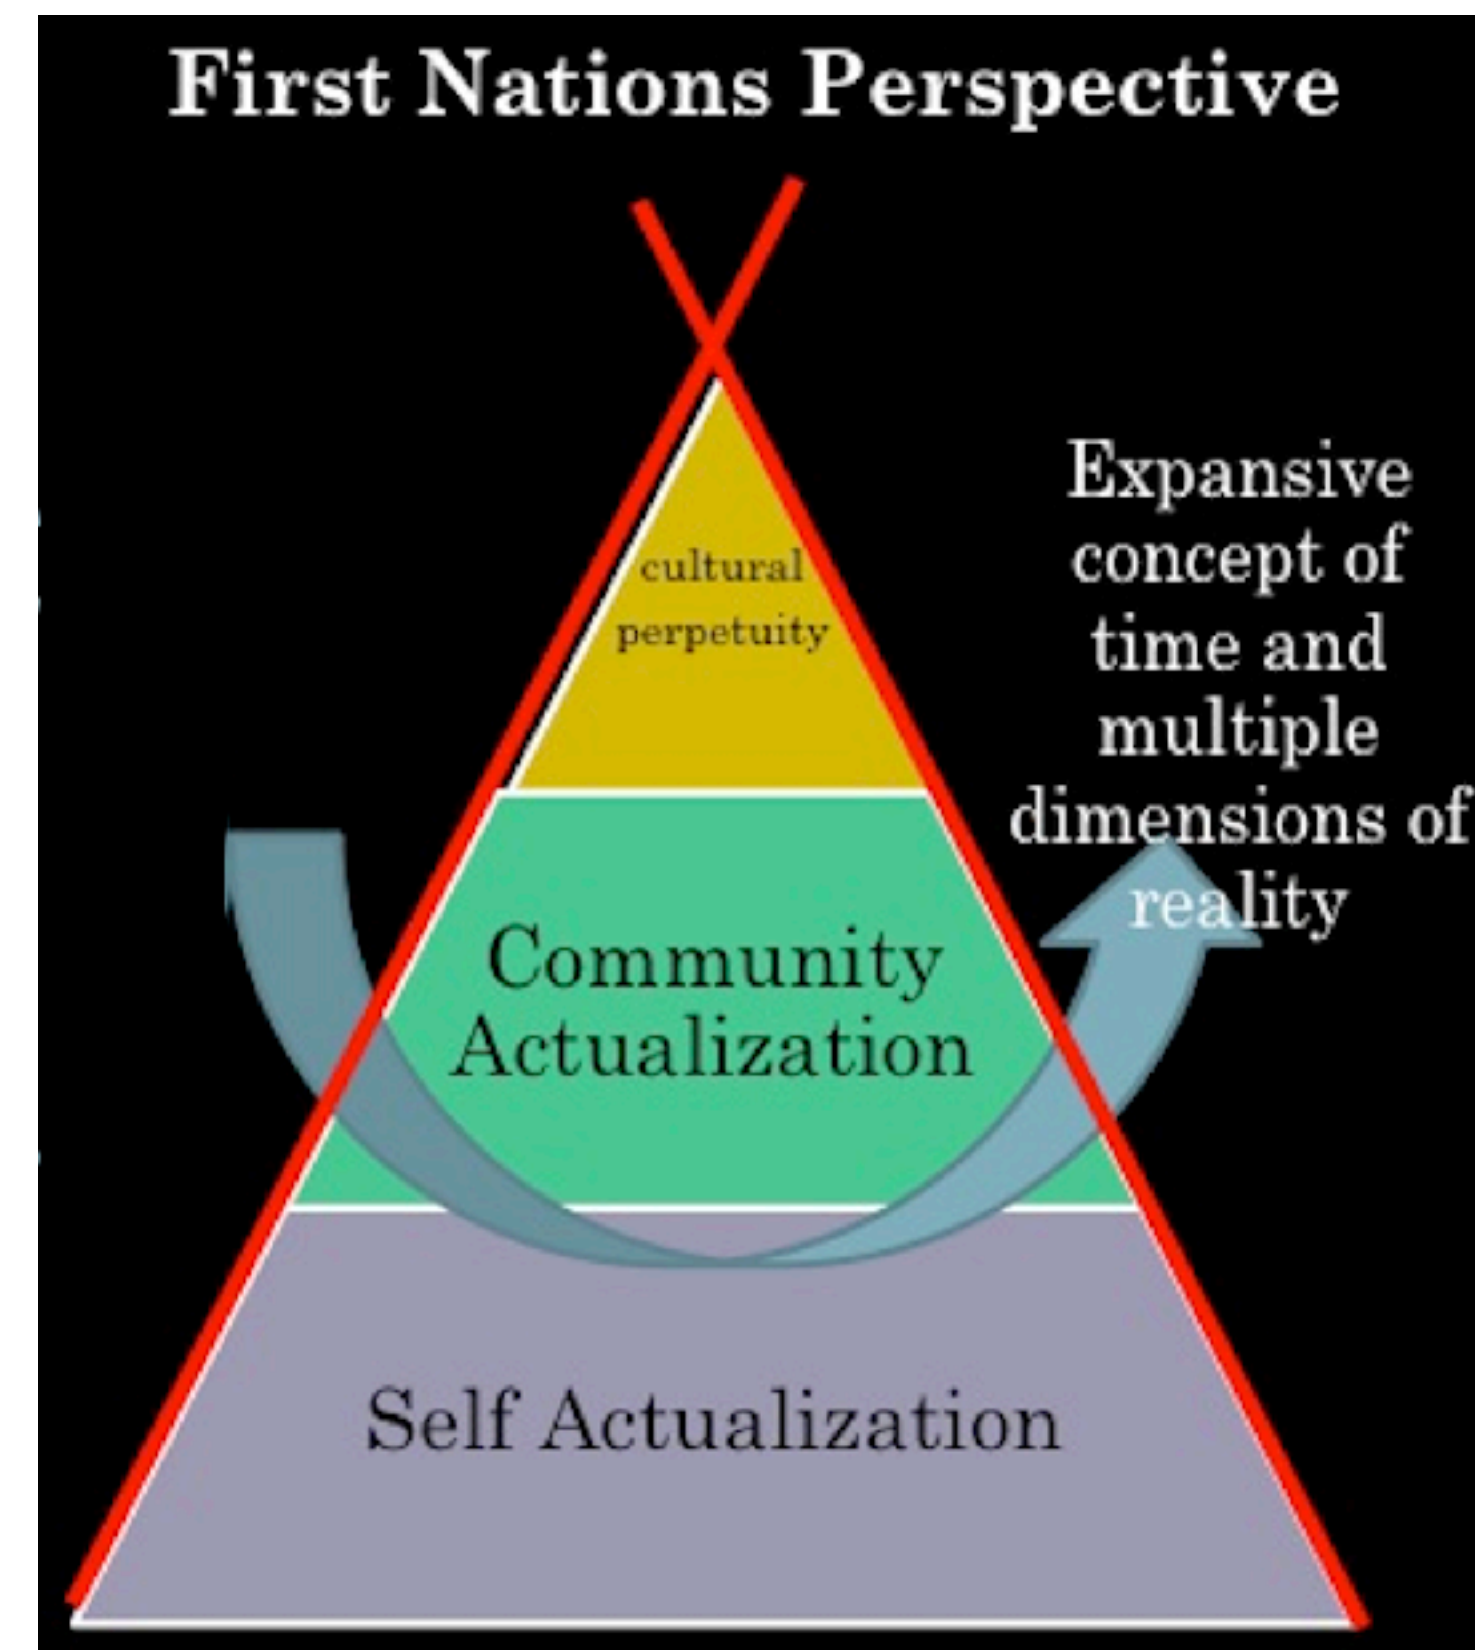 First Nations Perspective
cultural
perpetuity
Expansive
concept of
time and
multiple
dimensions of
reality
Community
Actualization
Self Actualization